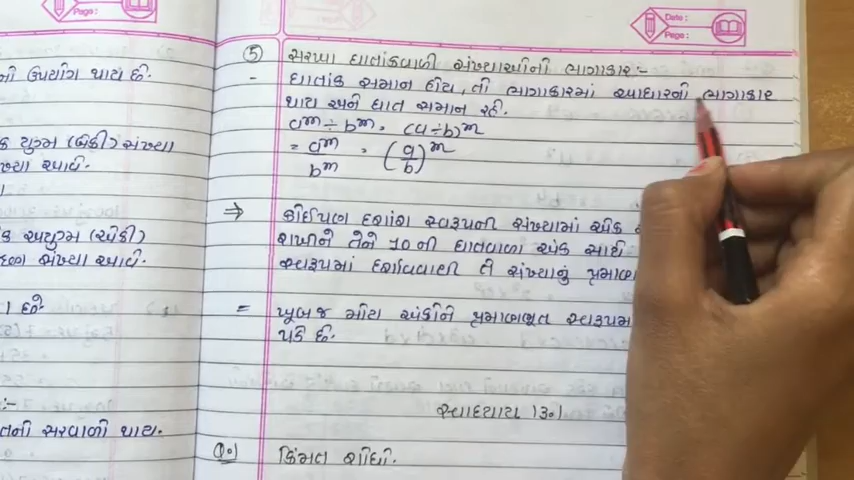 Page:
Date:
Page:
ની ઉપયોગ થાય છે.
ક યુગ્મ (બેકી) સંખ્યા
ખ્યા આવે.
ક અયુગ્મ (એકી)
સંખ્યા આવે.
તની સરવાળો થાય.
⑤ સરખા ઘાતાંકવાળી સંખ્યાઓનો ભાગાકાર :-
- ઘાતાંક સમાન હોય, તો ભાગાકારમાં આધારનો ભાગાકાર
થાય અને ઘાત સમાન રહે.
aᵐ ÷ bᵐ = (a ÷ b)ᵐ
= aᵐ/bᵐ = (a/b)ᵐ
⇒ કોઈપણ દશાંશ સ્વરૂપની સંખ્યામાં એક
રાખીને તેને 10 ની ઘાતવાળા અંક સાથે
સ્વરૂપમાં દર્શાવવાથી તે સંખ્યાનું પ્રમાણ
= ખૂબ જ મોટા અંકોને પ્રમાણભૂત સ્વરૂપમાં
પડે છે.
સ્વાધ્યાય 13.1
Q.1 કિંમત શોધો.